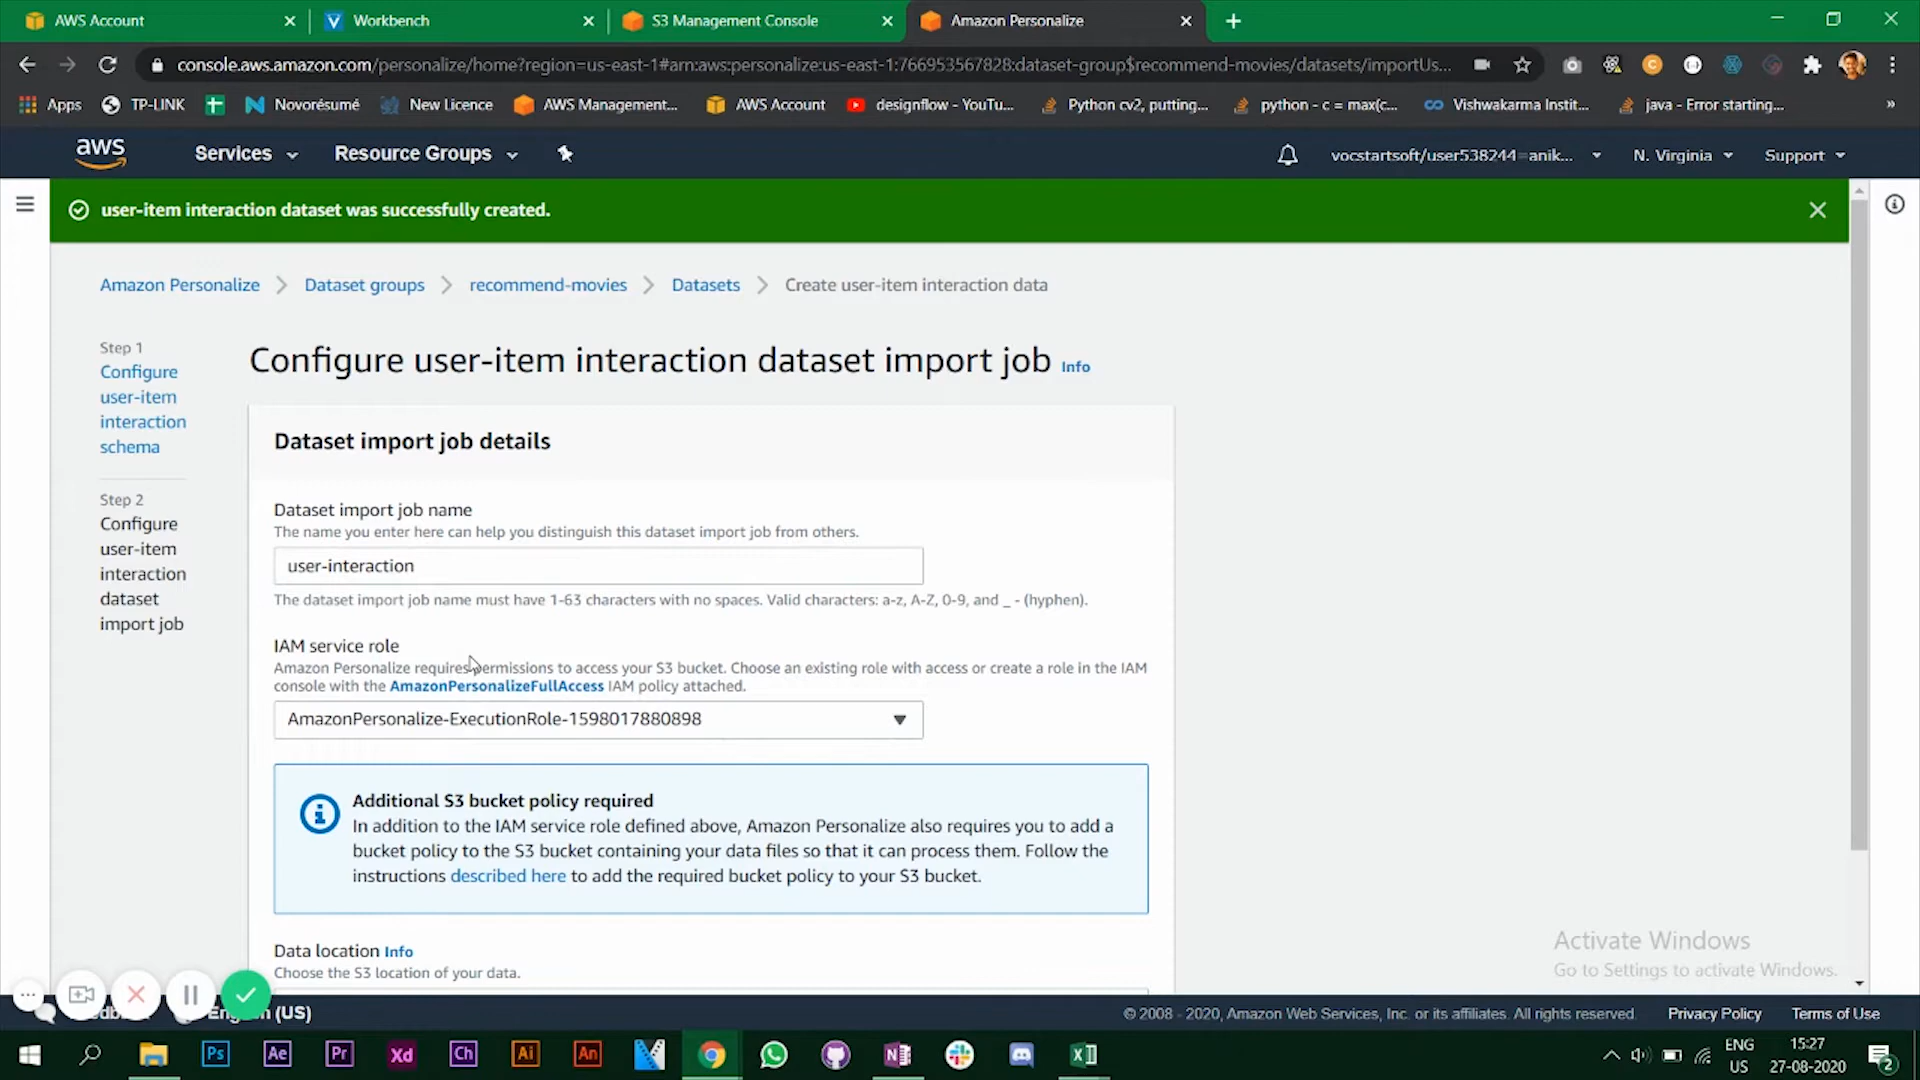 AWS Account
Workbench
S3 Management Console
Amazon Personalize
console.aws.amazon.com/personalize/home?region=us-east-1#arn:aws:personalize:us-east-1:766953567828:dataset-group$recommend-movies/datasets/importUs...
Apps
TP-LINK
Novorésumé
New Licence
AWS Management...
AWS Account
designflow - YouTu...
Python cv2, putting...
python - c = max(c...
Vishwakarma Instit...
java - Error starting...
»
aws
Services
Resource Groups
vocstartsoft/user538244=anik...
N. Virginia
Support
user-item interaction dataset was successfully created.
Amazon Personalize
Dataset groups
recommend-movies
Datasets
Create user-item interaction data
Step 1
Configure
user-item
interaction
schema
Step 2
Configure
user-item
interaction
dataset
import job
Configure user-item interaction dataset import job Info
Dataset import job details
Dataset import job name
The name you enter here can help you distinguish this dataset import job from others.
user-interaction
The dataset import job name must have 1-63 characters with no spaces. Valid characters: a-z, A-Z, 0-9, and _ - (hyphen).
IAM service role
Amazon Personalize requires permissions to access your S3 bucket. Choose an existing role with access or create a role in the IAM
console with the AmazonPersonalizeFullAccess IAM policy attached.
AmazonPersonalize-ExecutionRole-1598017880898
Additional S3 bucket policy required
In addition to the IAM service role defined above, Amazon Personalize also requires you to add a
bucket policy to the S3 bucket containing your data files so that it can process them. Follow the
instructions described here to add the required bucket policy to your S3 bucket.
Data location Info
Choose the S3 location of your data.
Activate Windows
Go to Settings to activate Windows.
(US)
© 2008 - 2020, Amazon Web Services, Inc. or its affiliates. All rights reserved.
Privacy Policy
Terms of Use
Ps
Ae
Pr
Xd
Ch
Ai
An
ENG
US
15:27
27-08-2020
2